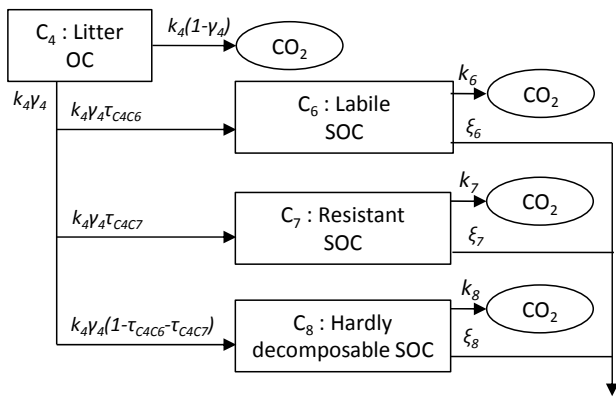 C4 : Litter
OC
k4(1-γ4)
CO2
k4γ4
k4γ4τC4C6
C6 : Labile
SOC
k6
CO2
ξ6
k4γ4τC4C7
C7 : Resistant
SOC
k7
CO2
ξ7
k4γ4(1-τC4C6-τC4C7)
C8 : Hardly
decomposable SOC
k8
CO2
ξ8